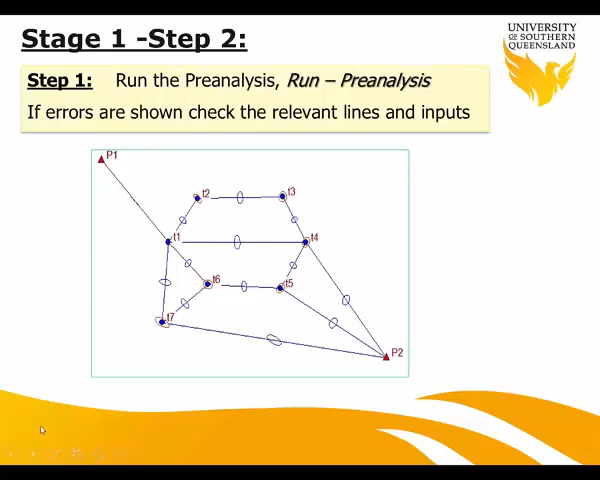 Stage 1 -Step 2:
UNIVERSITY
OF SOUTHERN
QUEENSLAND
Step 1: Run the Preanalysis, Run – Preanalysis
If errors are shown check the relevant lines and inputs
P1
t2
t3
t1
t4
t6
t5
t7
P2